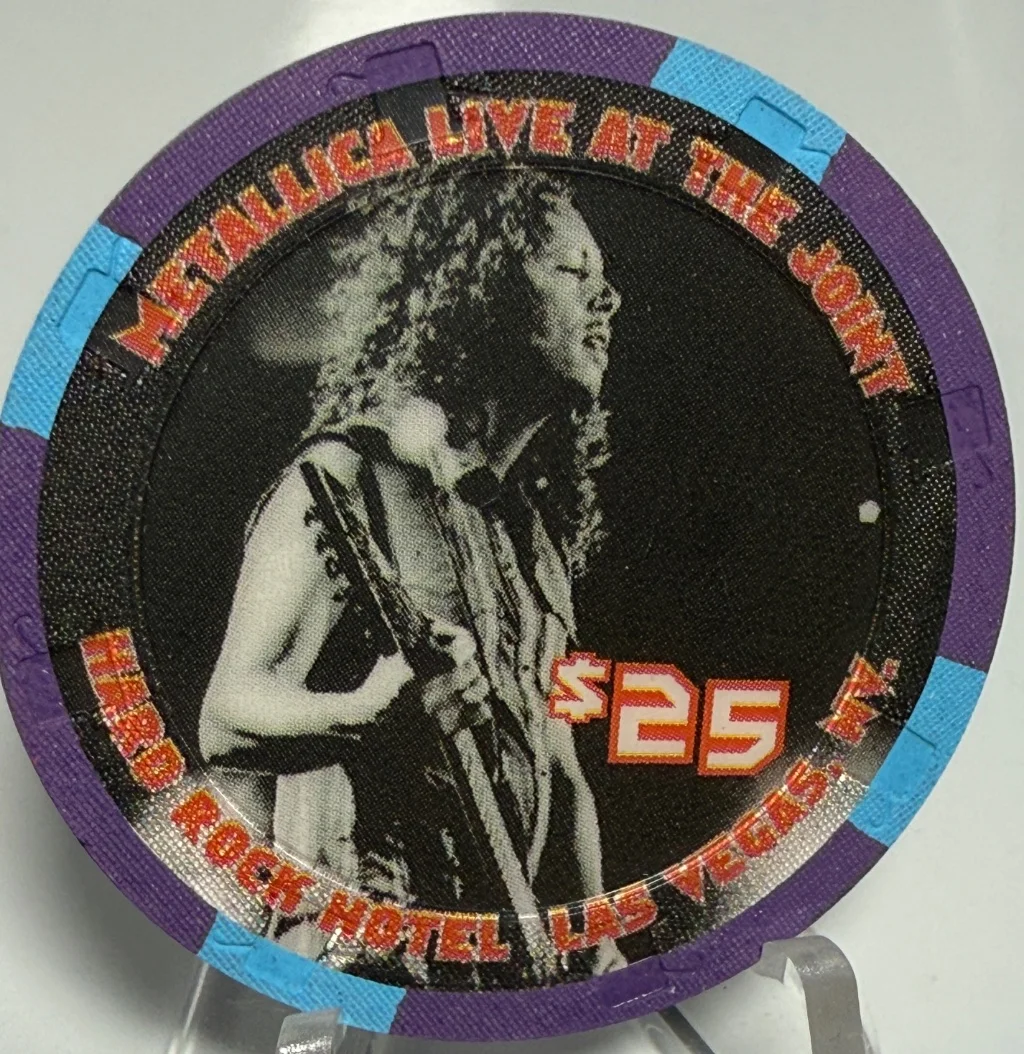 METALLICA LIVE AT THE JOINT
$25
HARD ROCK HOTEL LAS VEGAS, NV.